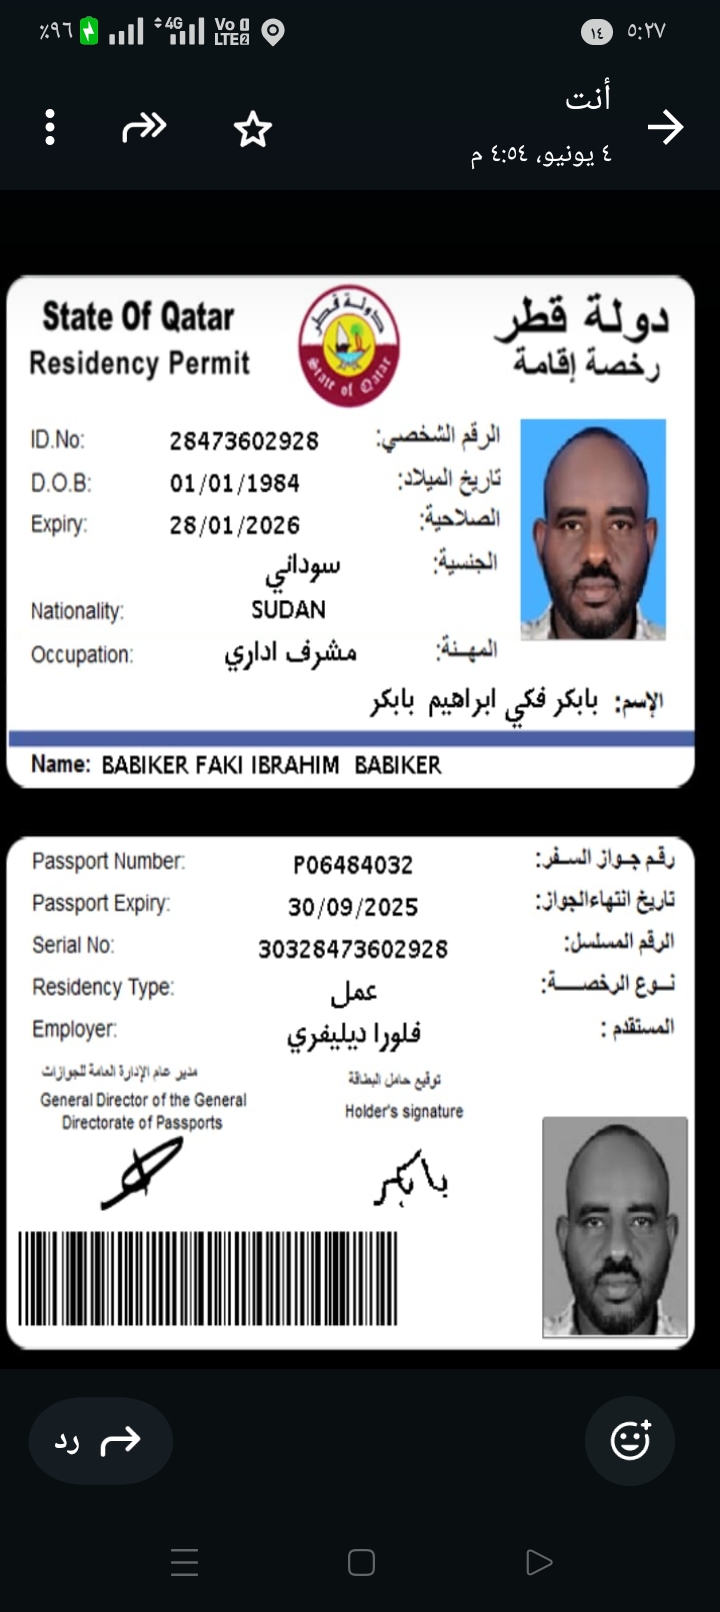 ٪٩٦ 4G Vo LTE2 ١٤ ٥:٢٧
أنت
٤ يونيو، ٤:٥٤ م
State Of Qatar
Residency Permit
دولة قطر
رخصة إقامة
دولة قطر
State of Qatar
ID.No: 28473602928 الرقم الشخصي:
D.O.B: 01/01/1984 تاريخ الميلاد:
Expiry: 28/01/2026 الصلاحية:
سوداني الجنسية:
Nationality: SUDAN
Occupation: مشرف اداري المهنة:
الإسم: بابكر فكي ابراهيم بابكر
Name: BABIKER FAKI IBRAHIM BABIKER
Passport Number: P06484032 رقم جواز السفر:
Passport Expiry: 30/09/2025 تاريخ انتهاءالجواز:
Serial No: 30328473602928 الرقم المسلسل:
Residency Type: عمل نوع الرخصة:
Employer: فلورا ديليفري المستقدم :
مدير عام الإدارة العامة للجوازات
General Director of the General
Directorate of Passports
توقيع حامل البطاقة
Holder's signature
بابكر
رد